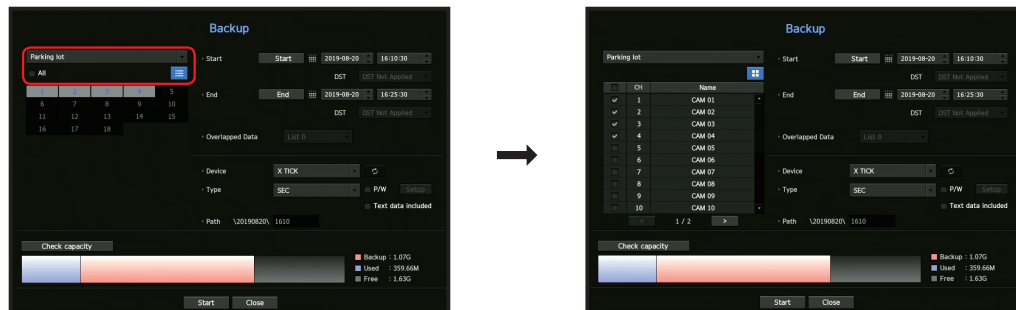 Backup
Parking lot
All
1 2 3 4 5
6 7 8 9 10
11 12 13 14 15
16 17 18
Start Start 2019-08-20 16:10:30
DST DST Not Applied
End End 2019-08-20 16:25:30
DST DST Not Applied
Overlapped Data List 0
Device X TICK
Type SEC P/W Setup
Text data included
Path \20190820\ 1610
Check capacity
Backup : 1.07G
Used : 359.66M
Free : 1.63G
Start Close
Backup
Parking lot
CH Name
1 CAM 01
2 CAM 02
3 CAM 03
4 CAM 04
5 CAM 05
6 CAM 06
7 CAM 07
8 CAM 08
9 CAM 09
10 CAM 10
< 1 / 2 >
Start Start 2019-08-20 16:10:30
DST DST Not Applied
End End 2019-08-20 16:25:30
DST DST Not Applied
Overlapped Data List 0
Device X TICK
Type SEC P/W Setup
Text data included
Path \20190820\ 1610
Check capacity
Backup : 1.07G
Used : 359.66M
Free : 1.63G
Start Close